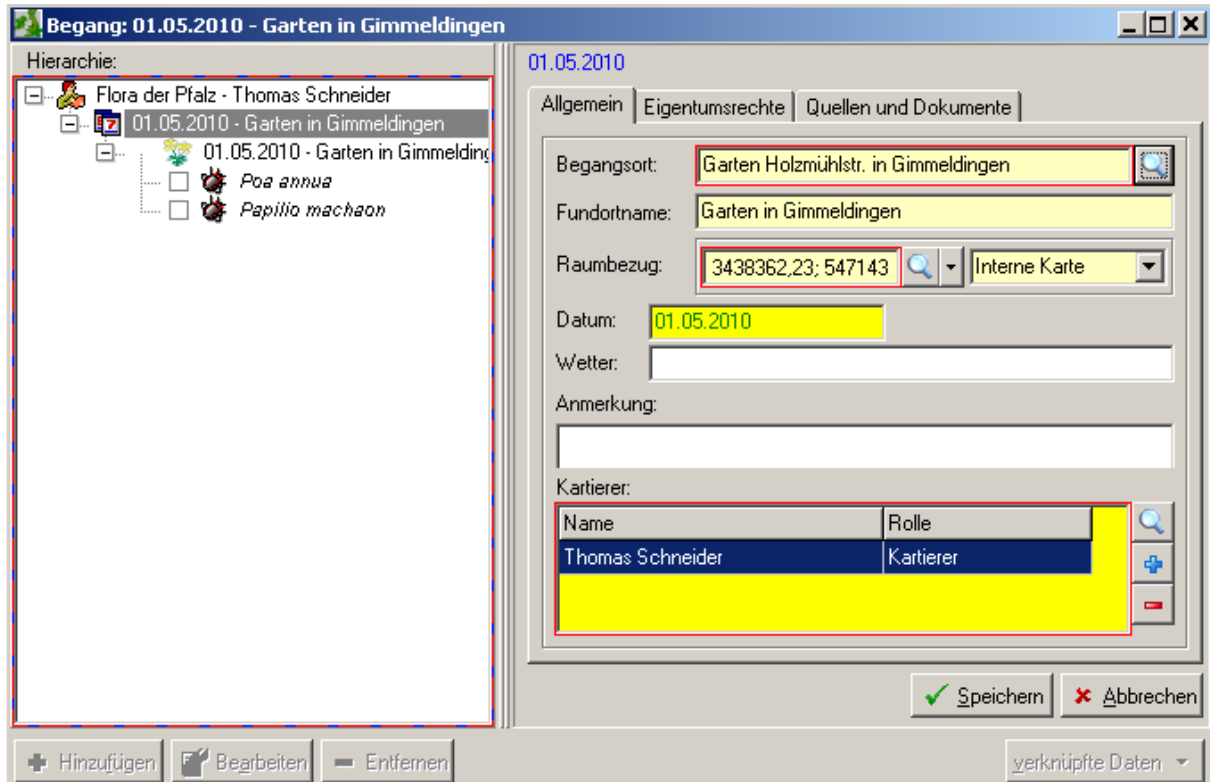 Begang: 01.05.2010 - Garten in Gimmeldingen
Hierarchie:
Flora der Pfalz - Thomas Schneider
01.05.2010 - Garten in Gimmeldingen
01.05.2010 - Garten in Gimmelding
Poa annua
Papilio machaon
01.05.2010
Allgemein Eigentumsrechte Quellen und Dokumente
Begangsort: Garten Holzmühlstr. in Gimmeldingen
Fundortname: Garten in Gimmeldingen
Raumbezug: 3438362,23; 547143 Interne Karte
Datum: 01.05.2010
Wetter:
Anmerkung:
Kartierer:
Name Rolle
Thomas Schneider Kartierer
Speichern Abbrechen
Hinzufügen Bearbeiten Entfernen verknüpfte Daten